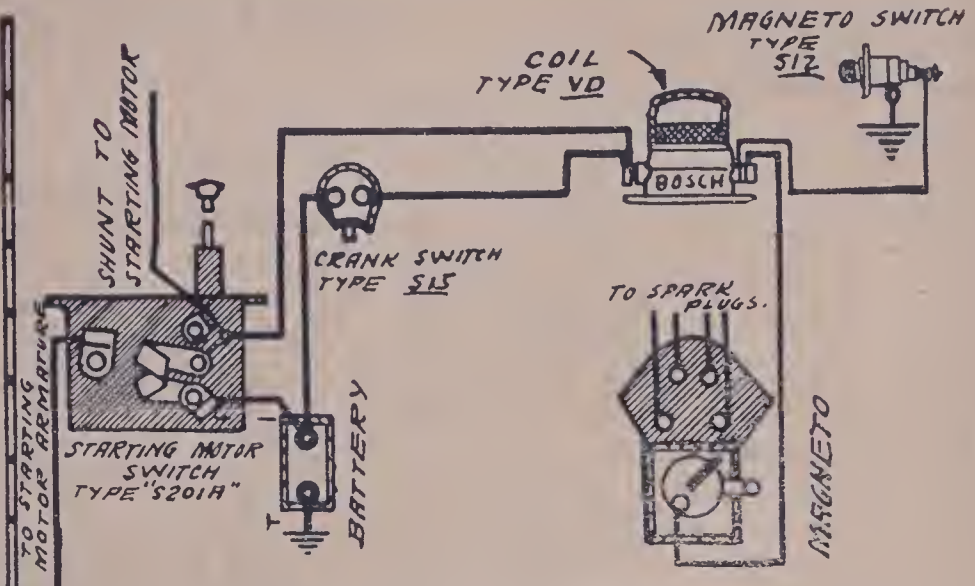 MAGNETO SWITCH
TYPE
S12
COIL
TYPE VD
BOSCH
SHUNT TO
STARTING MOTOR
CRANK SWITCH
TYPE S15
TO SPARK
PLUGS.
TO STARTING
MOTOR ARMATURE
STARTING MOTOR
SWITCH
TYPE "S201A"
BATTERY
MAGNETO